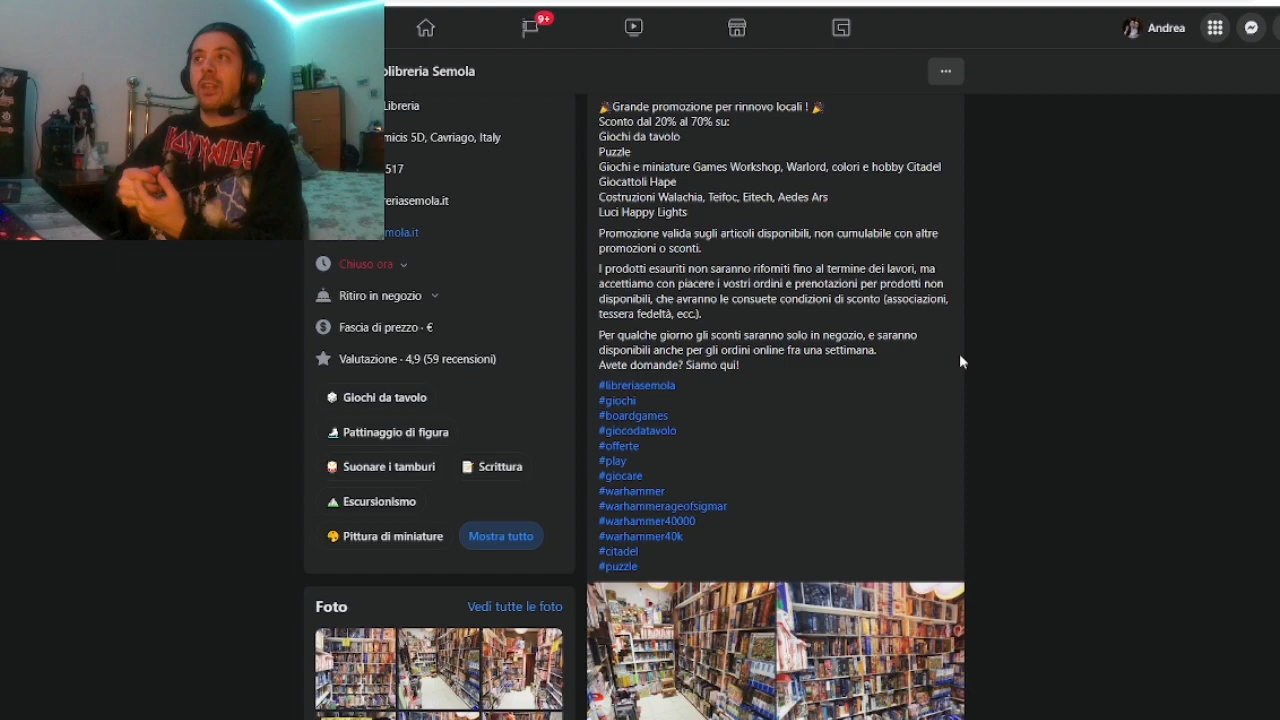 9+
Andrea
olibreria Semola
...
Libreria
micis 5D, Cavriago, Italy
517
reriasemola.it
mola.it
Chiuso ora
Ritiro in negozio
Fascia di prezzo · €
Valutazione · 4,9 (59 recensioni)
Giochi da tavolo
Pattinaggio di figura
Suonare i tamburi
Scrittura
Escursionismo
Pittura di miniature
Mostra tutto
Foto
Vedi tutte le foto
🎉Grande promozione per rinnovo locali ! 🎉
Sconto dal 20% al 70% su:
Giochi da tavolo
Puzzle
Giochi e miniature Games Workshop, Warlord, colori e hobby Citadel
Giocattoli Hape
Costruzioni Walachia, Teifoc, Eitech, Aedes Ars
Luci Happy Lights
Promozione valida sugli articoli disponibili, non cumulabile con altre
promozioni o sconti.
I prodotti esauriti non saranno riforniti fino al termine dei lavori, ma
accettiamo con piacere i vostri ordini e prenotazioni per prodotti non
disponibili, che avranno le consuete condizioni di sconto (associazioni,
tessera fedeltà, ecc.).
Per qualche giorno gli sconti saranno solo in negozio, e saranno
disponibili anche per gli ordini online fra una settimana.
Avete domande? Siamo qui!
#libreriasemola
#giochi
#boardgames
#giocodatavolo
#offerte
#play
#giocare
#warhammer
#warhammerageofsigmar
#warhammer40000
#warhammer40k
#citadel
#puzzle
IRON MAIDEN